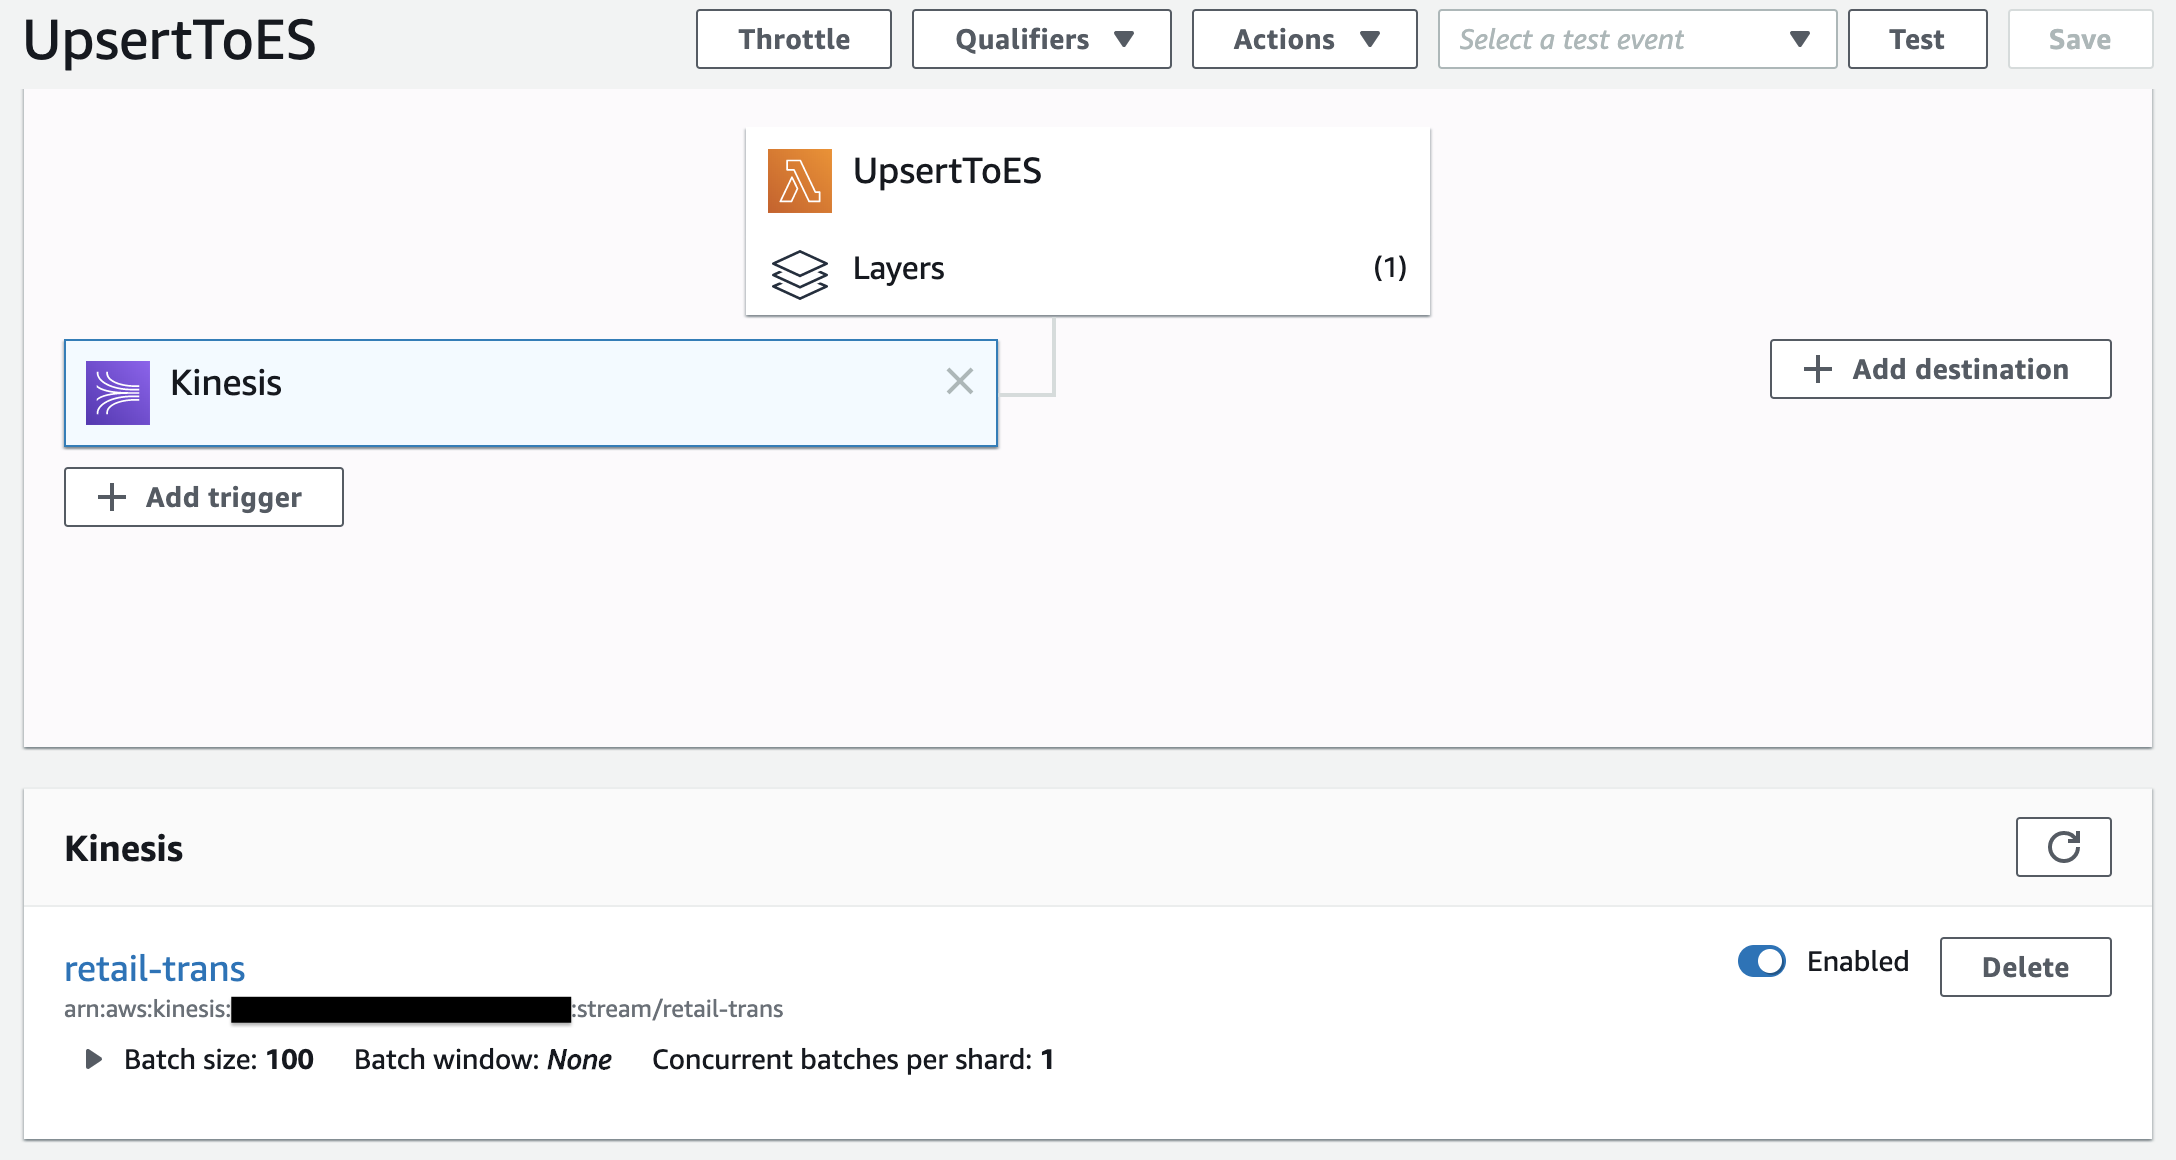 UpsertToES
Throttle
Qualifiers
Actions
Select a test event
Test
Save
UpsertToES
Layers
(1)
Kinesis
Add destination
Add trigger
Kinesis
retail-trans
Enabled
Delete
arn:aws:kinesis: :stream/retail-trans
Batch size: 100 Batch window: None Concurrent batches per shard: 1